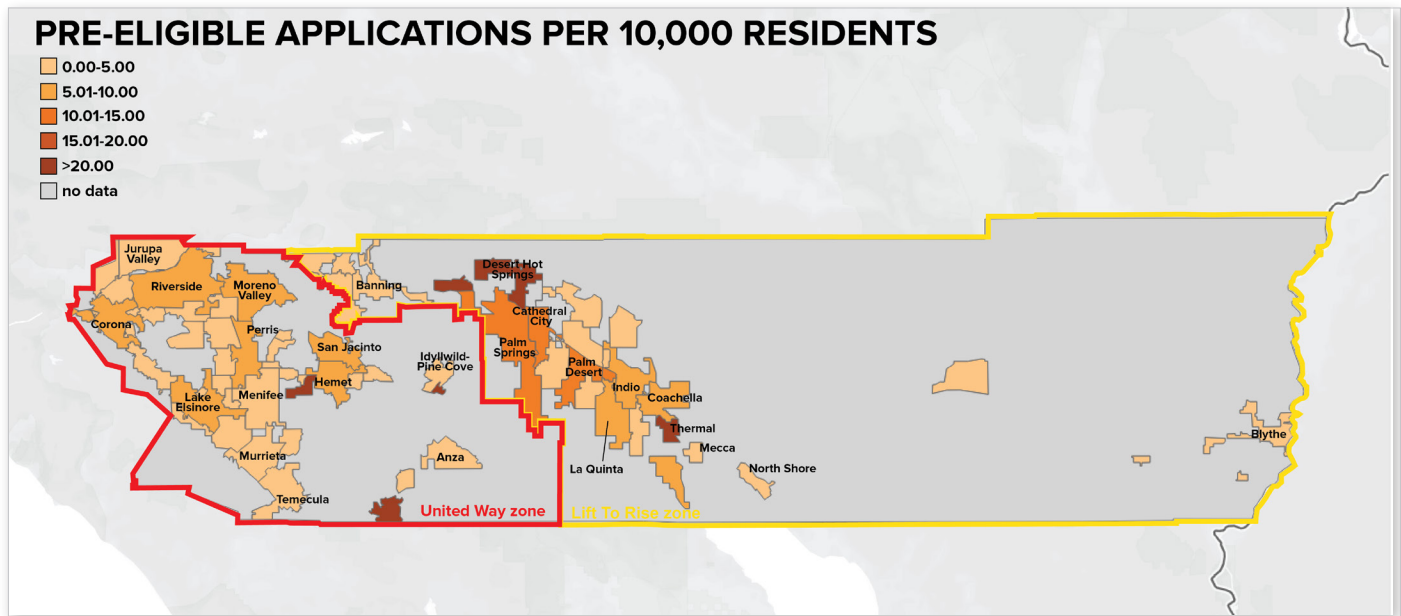 PRE-ELIGIBLE APPLICATIONS PER 10,000 RESIDENTS
0.00-5.00
5.01-10.00
10.01-15.00
15.01-20.00
>20.00
no data
Jurupa
Valley
Riverside
Moreno
Valley
Corona
Perris
San Jacinto
Hemet
Lake
Elsinore
Menifee
Murrieta
Temecula
Banning
Idyllwild-
Pine Cove
Anza
Desert Hot
Springs
Cathedral
City
Palm
Springs
Palm
Desert
Indio
Coachella
Thermal
Mecca
La Quinta
North Shore
Blythe
United Way zone
Lift To Rise zone